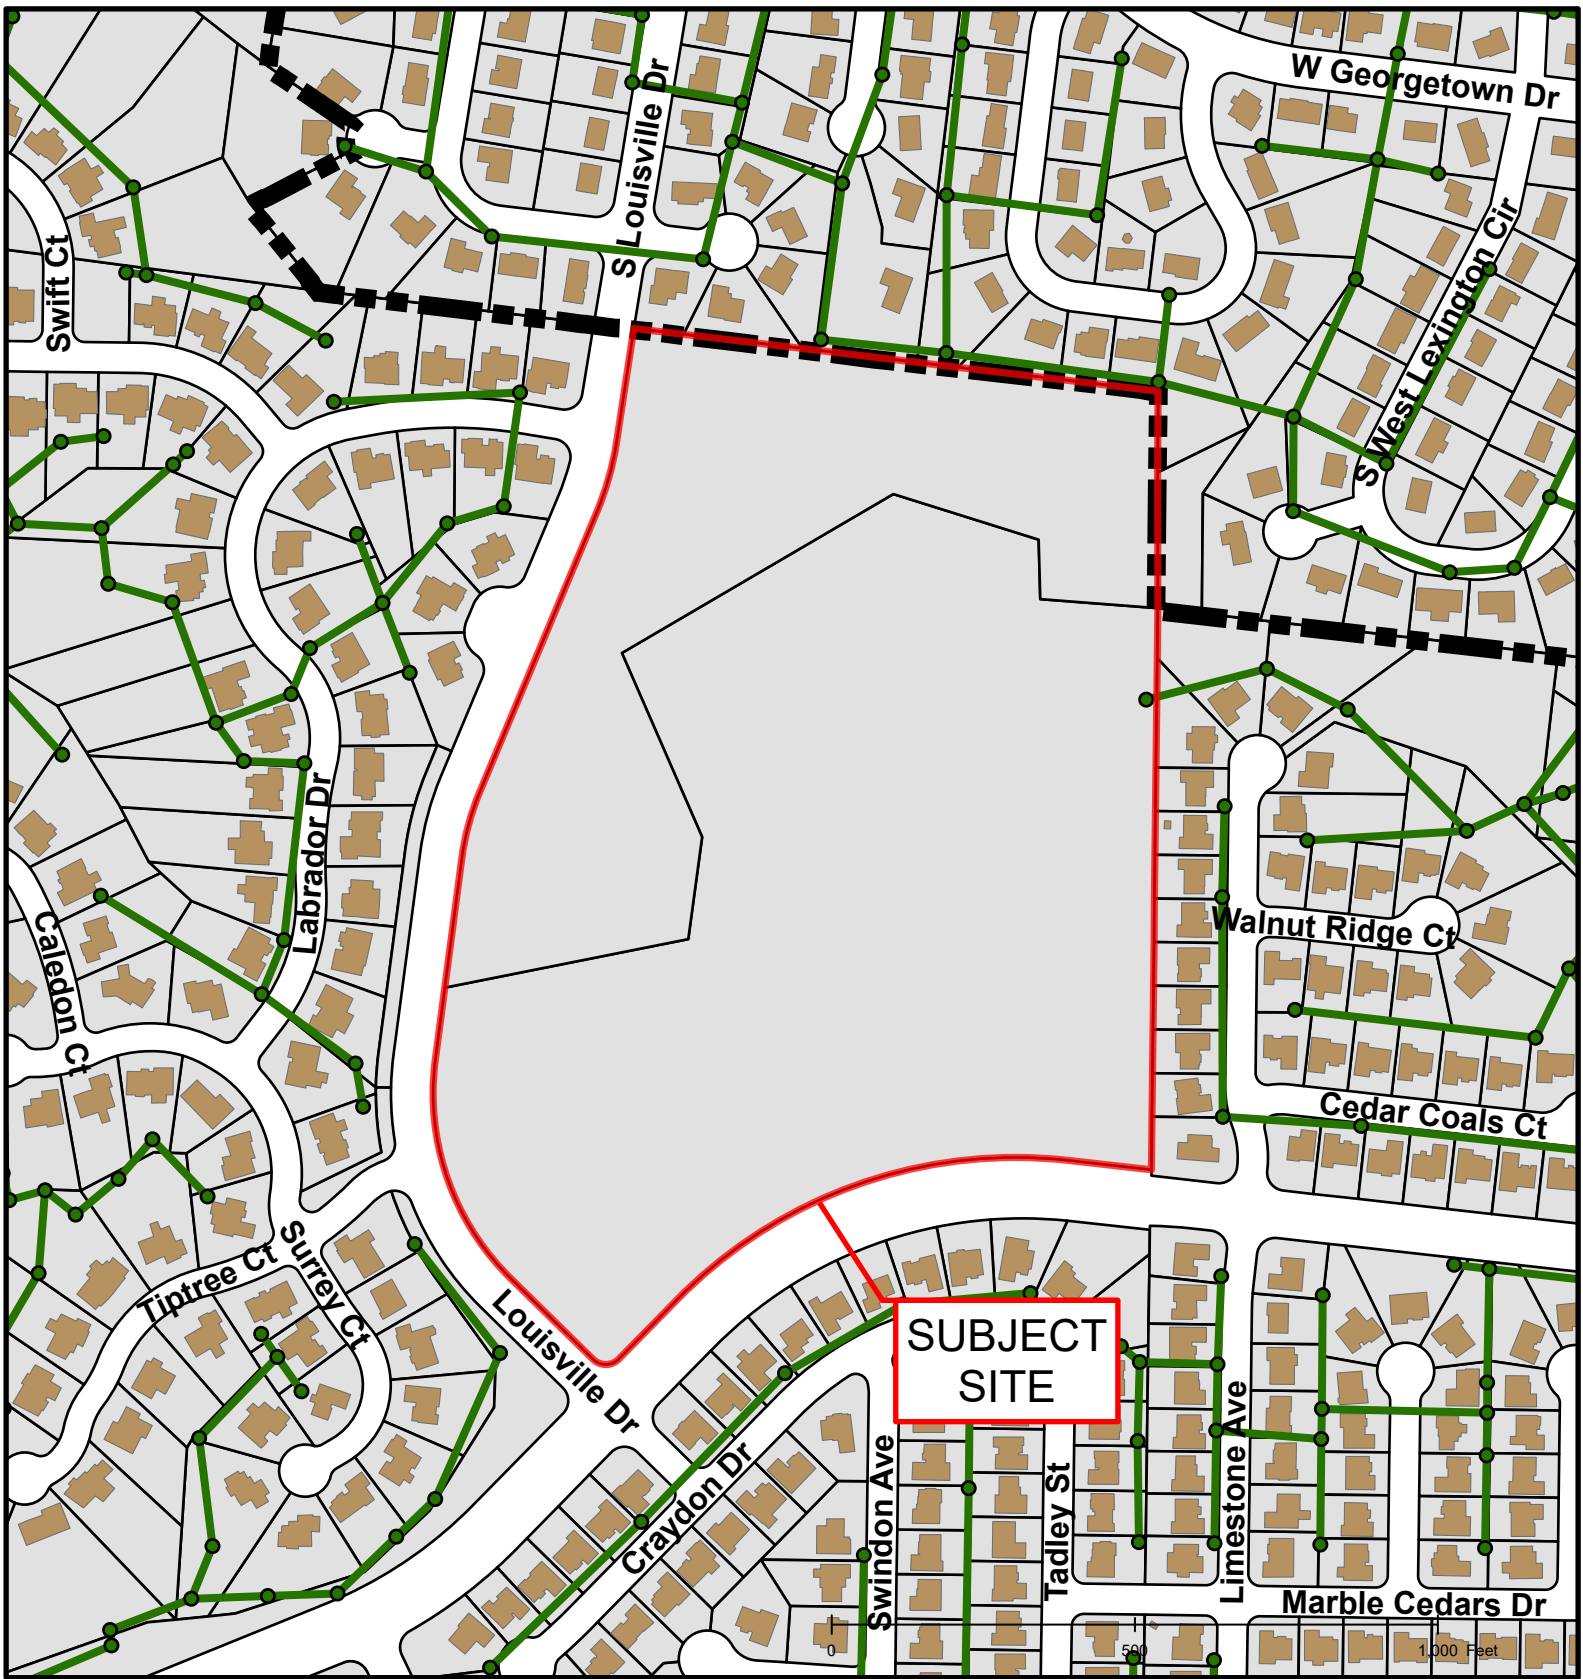 W Georgetown Dr
S Louisville Dr
Swift Ct
S West Lexington Cir
Labrador Dr
Caledon Ct
Walnut Ridge Ct
Cedar Coals Ct
Surrey Ct
Tiptree Ct
Louisville Dr
SUBJECT
SITE
Craydon Dr
Swindon Ave
Tadley St
Limestone Ave
Marble Cedars Dr
0 500 1,000 Feet